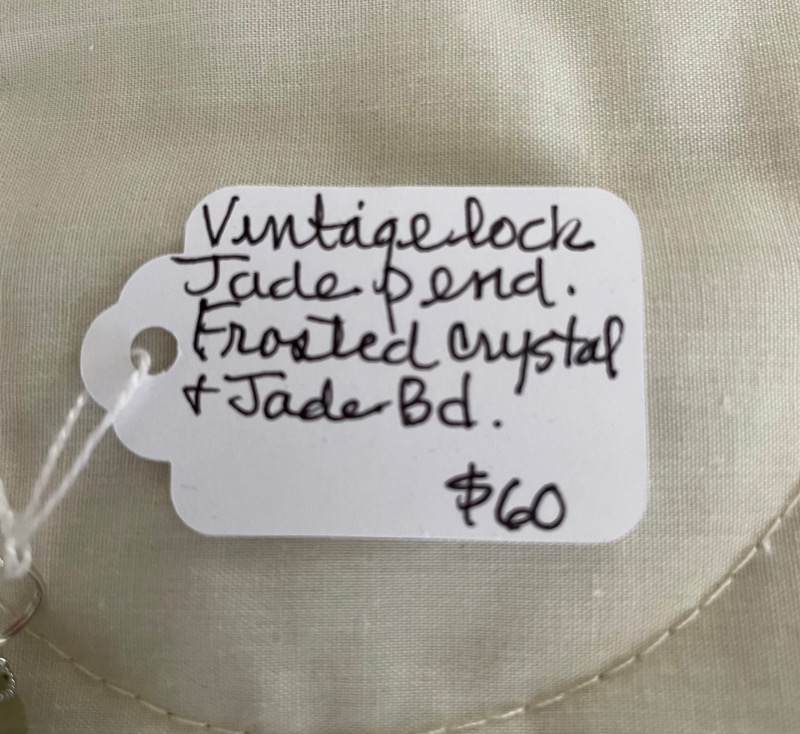 Vintage lock
Jade pend.
Frosted crystal
+ Jade Bd.
$60